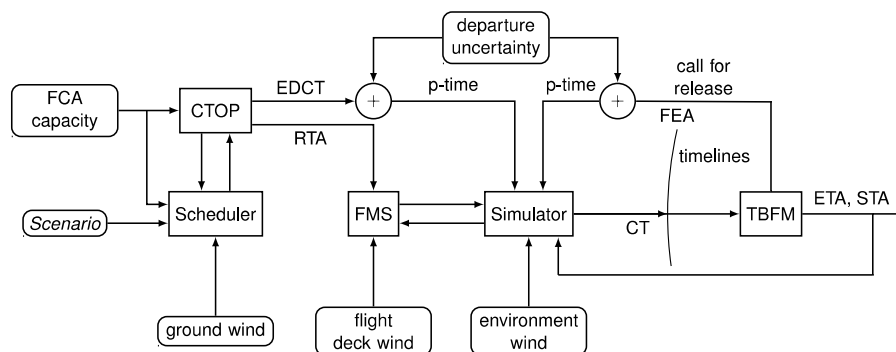 departure
uncertainty
FCA
capacity
CTOP
EDCT
RTA
+
p-time
p-time
+
call for
release
FEA
timelines
Scenario
Scheduler
FMS
Simulator
CT
TBFM
ETA, STA
ground wind
flight
deck wind
environment
wind